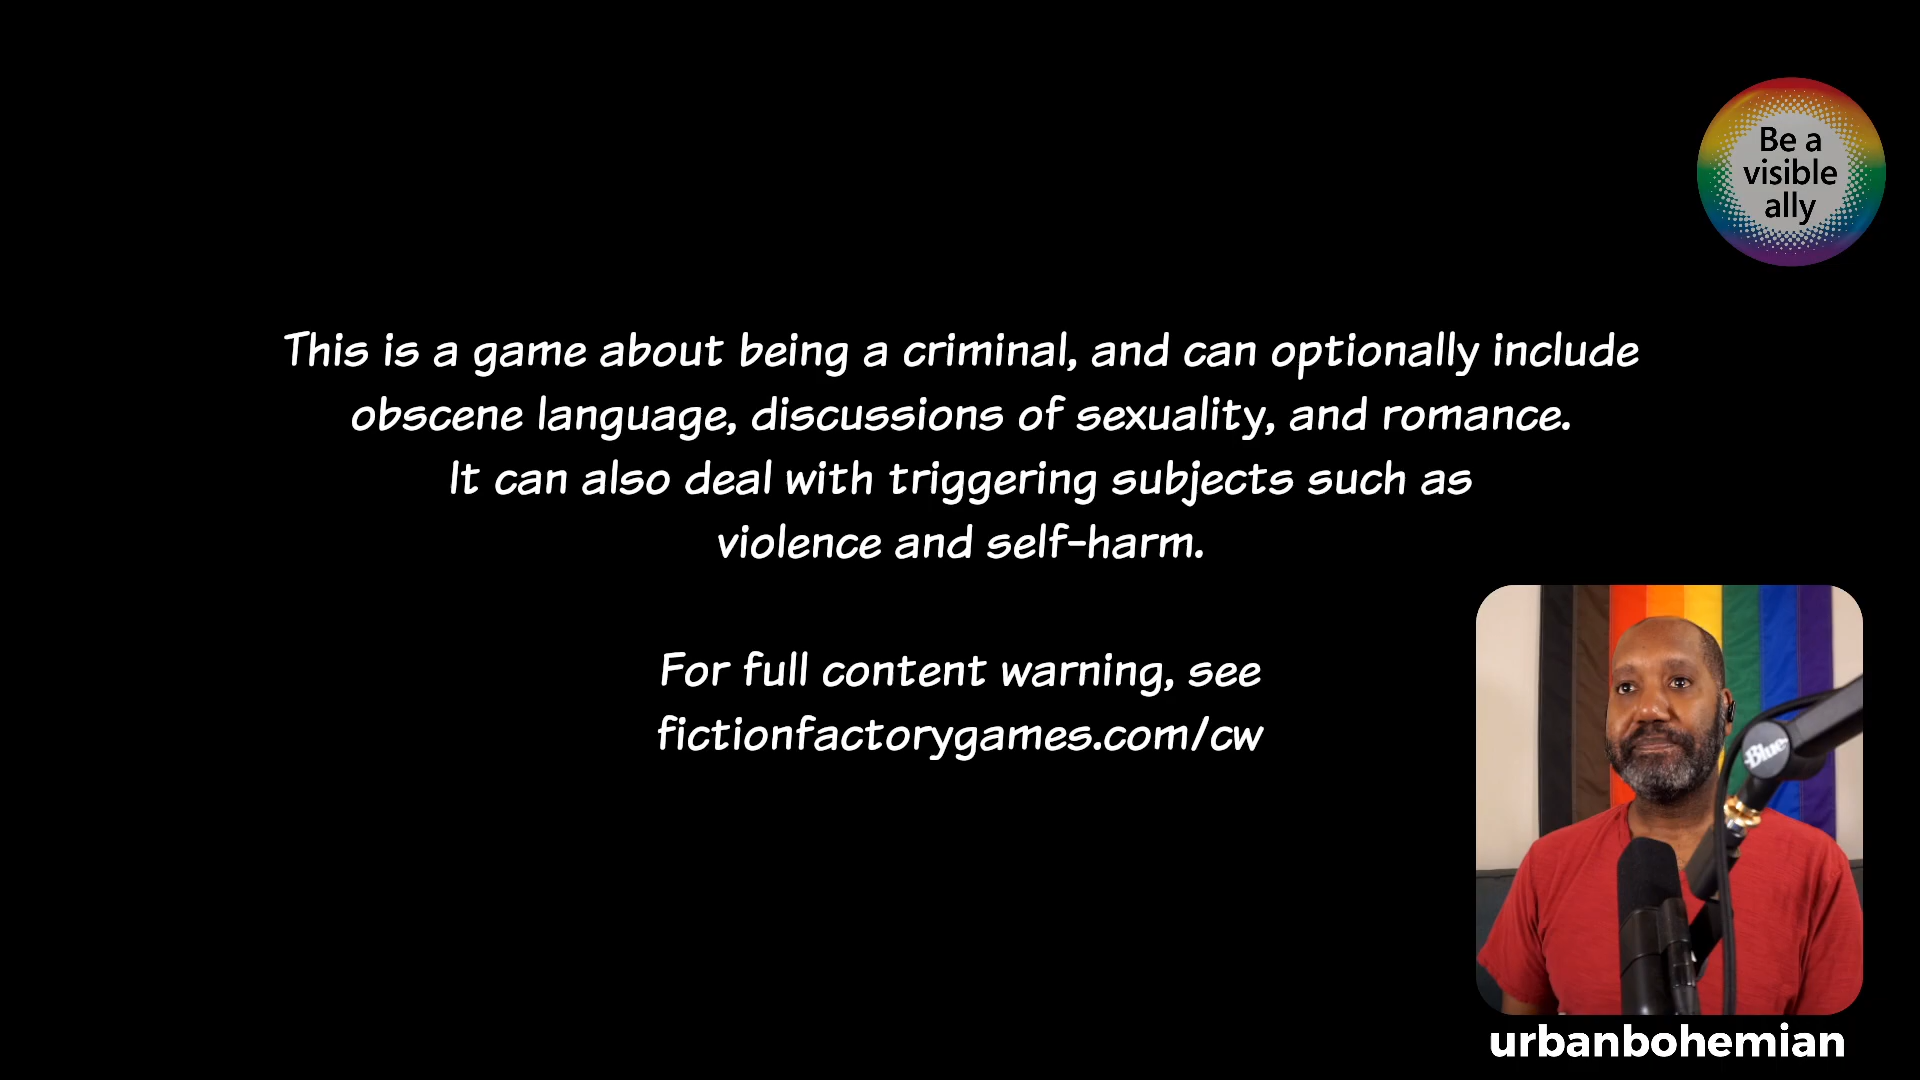 Be a
visible
ally
This is a game about being a criminal, and can optionally include
obscene language, discussions of sexuality, and romance.
It can also deal with triggering subjects such as
violence and self-harm.
For full content warning, see
fictionfactorygames.com/cw
Blue
urbanbohemian